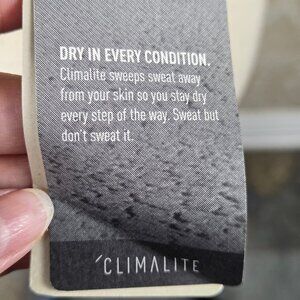 DRY IN EVERY CONDITION.
Climalite sweeps sweat away
from your skin so you stay dry
every step of the way. Sweat but
don't sweat it.
'CLIMALITE